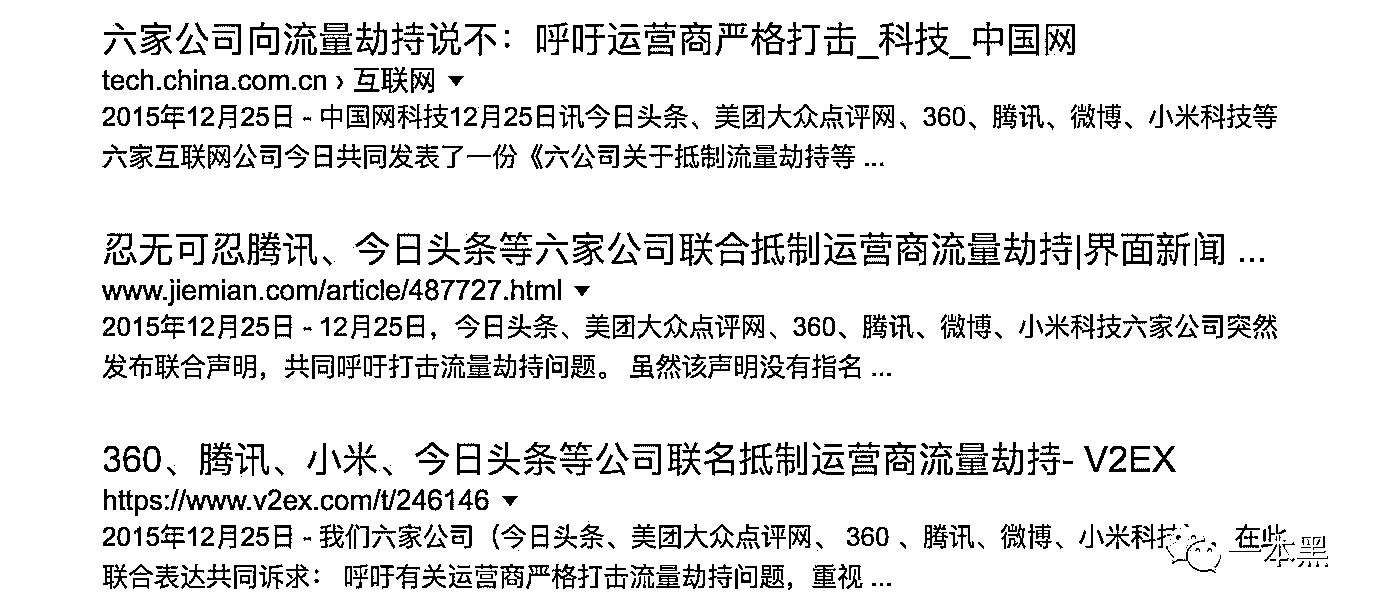 六家公司向流量劫持说不：呼吁运营商严格打击_科技_中国网
tech.china.com.cn › 互联网 ▼
2015年12月25日 - 中国网科技12月25日讯今日头条、美团大众点评网、360、腾讯、微博、小米科技等
六家互联网公司今日共同发表了一份《六公司关于抵制流量劫持等 ...
忍无可忍腾讯、今日头条等六家公司联合抵制运营商流量劫持|界面新闻 ...
www.jiemian.com/article/487727.html ▼
2015年12月25日 - 12月25日，今日头条、美团大众点评网、360、腾讯、微博、小米科技六家公司突然
发布联合声明，共同呼吁打击流量劫持问题。 虽然该声明没有指名 ...
360、腾讯、小米、今日头条等公司联名抵制运营商流量劫持- V2EX
https://www.v2ex.com/t/246146 ▼
2015年12月25日 - 我们六家公司（今日头条、美团大众点评网、 360 、腾讯、微博、小米科技 在此
联合表达共同诉求： 呼吁有关运营商严格打击流量劫持问题，重视 ...
一本黑